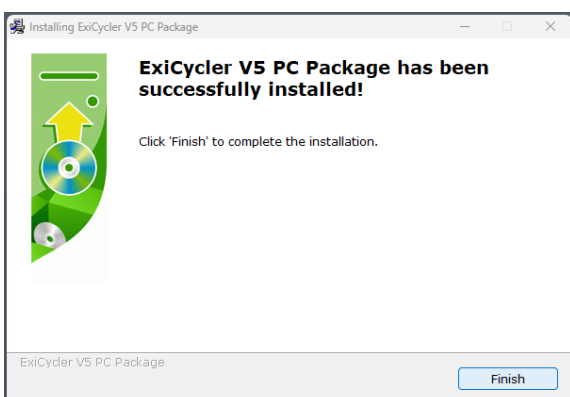 Installing ExiCycler V5 PC Package
ExiCycler V5 PC Package has been
successfully installed!
Click 'Finish' to complete the installation.
ExiCycler V5 PC Package
Finish